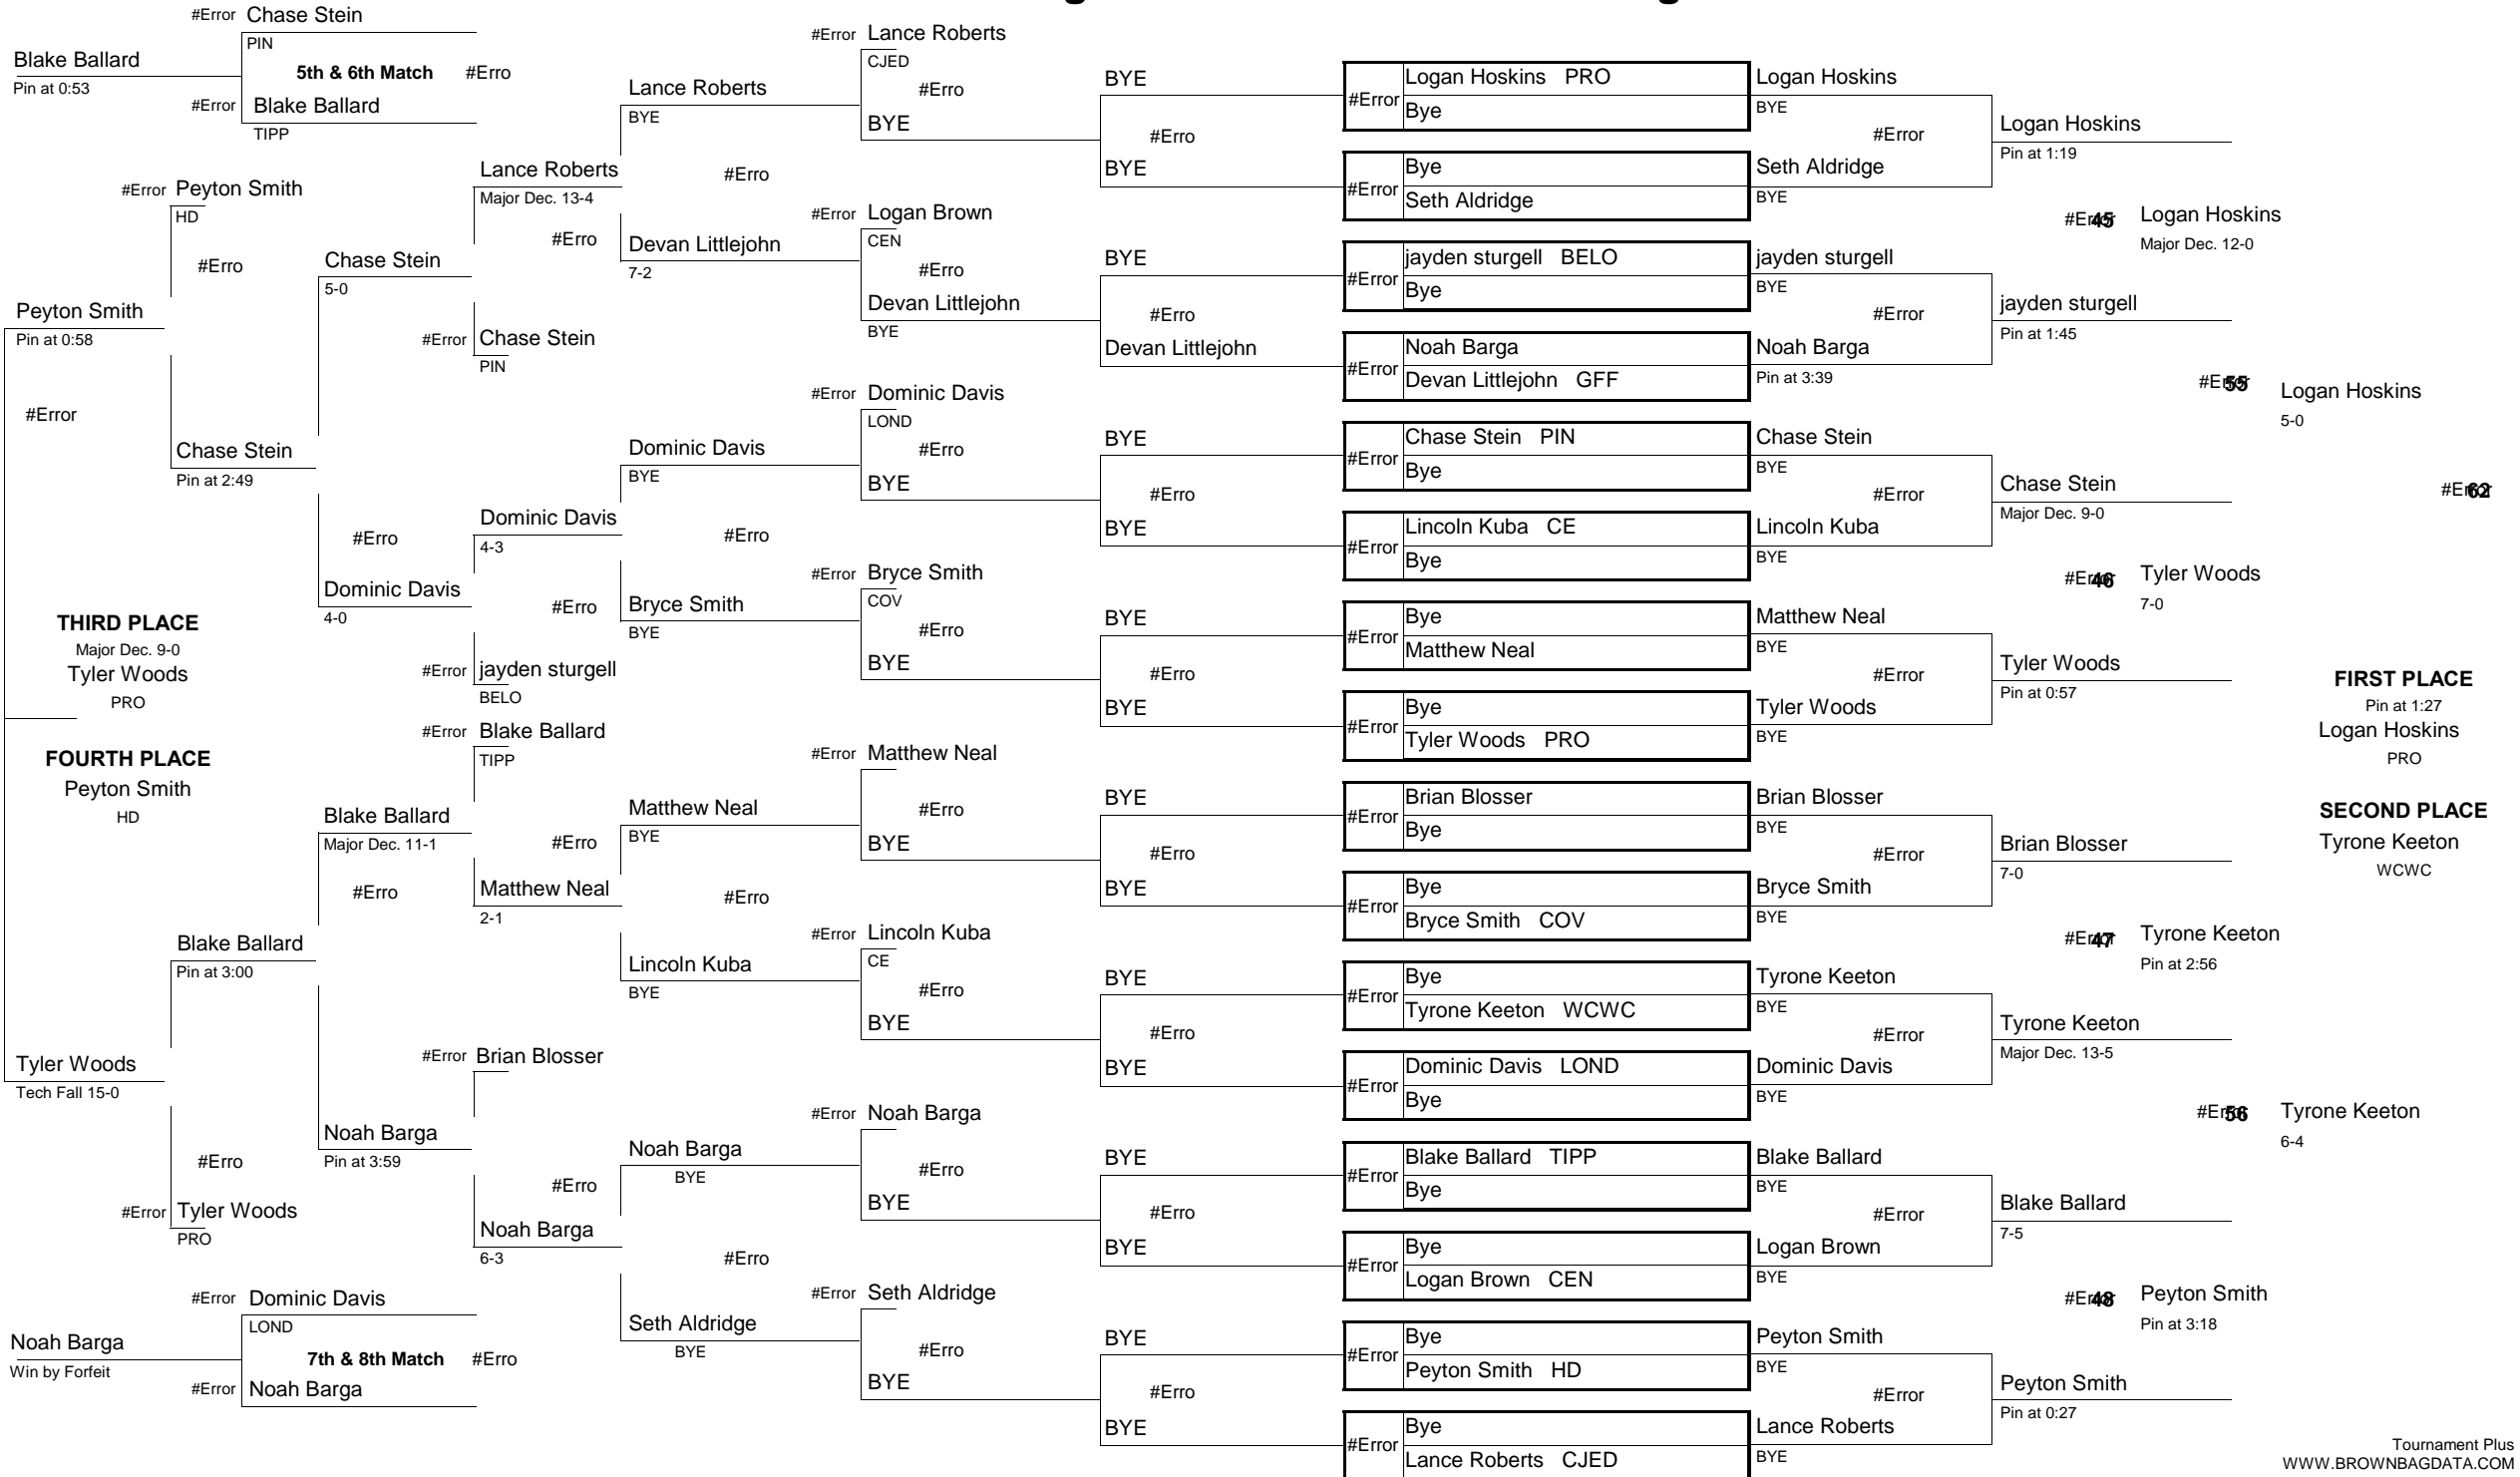 #Error Chase Stein
PIN
Blake Ballard
Pin at 0:53
5th & 6th Match #Erro
#Error Blake Ballard
TIPP
#Error Peyton Smith
HD
#Erro
Peyton Smith
Pin at 0:58
#Error
Chase Stein
Pin at 2:49
THIRD PLACE
Major Dec. 9-0
Tyler Woods
PRO
FOURTH PLACE
Peyton Smith
HD
Blake Ballard
Pin at 3:00
Tyler Woods
Tech Fall 15-0
#Erro
#Error Tyler Woods
PRO
#Error Dominic Davis
LOND
Noah Barga
Win by Forfeit
7th & 8th Match #Erro
#Error Noah Barga
Chase Stein
5-0
#Erro
Dominic Davis
4-0
Blake Ballard
Major Dec. 11-1
#Erro
Noah Barga
Pin at 3:59
Lance Roberts
Major Dec. 13-4
#Erro
#Error Chase Stein
PIN
Dominic Davis
4-3
#Erro
#Error jayden sturgell
BELO
#Error Blake Ballard
TIPP
#Erro
Matthew Neal
2-1
#Error Brian Blosser
#Erro
Noah Barga
6-3
Lance Roberts
BYE
#Erro
Devan Littlejohn
7-2
Dominic Davis
BYE
#Erro
Bryce Smith
BYE
Matthew Neal
BYE
#Erro
Lincoln Kuba
BYE
Noah Barga
BYE
#Erro
Seth Aldridge
BYE
#Error Lance Roberts
CJED
#Erro
BYE
#Error Logan Brown
CEN
#Erro
Devan Littlejohn
BYE
#Error Dominic Davis
LOND
#Erro
BYE
#Error Bryce Smith
COV
#Erro
BYE
#Error Matthew Neal
#Erro
BYE
#Error Lincoln Kuba
CE
#Erro
BYE
#Error Noah Barga
#Erro
BYE
#Error Seth Aldridge
#Erro
BYE
BYE
#Erro
BYE
BYE
#Erro
Devan Littlejohn
BYE
#Erro
BYE
BYE
#Erro
BYE
BYE
#Erro
BYE
BYE
#Erro
BYE
BYE
#Erro
BYE
BYE
#Erro
BYE
#Error
Logan Hoskins PRO
Bye
#Error
Bye
Seth Aldridge
#Error
jayden sturgell BELO
Bye
#Error
Noah Barga
Devan Littlejohn GFF
#Error
Chase Stein PIN
Bye
#Error
Lincoln Kuba CE
Bye
#Error
Bye
Matthew Neal
#Error
Bye
Tyler Woods PRO
#Error
Brian Blosser
Bye
#Error
Bye
Bryce Smith COV
#Error
Bye
Tyrone Keeton WCWC
#Error
Dominic Davis LOND
Bye
#Error
Blake Ballard TIPP
Bye
#Error
Bye
Logan Brown CEN
#Error
Bye
Peyton Smith HD
#Error
Bye
Lance Roberts CJED
Logan Hoskins
BYE
#Error
Seth Aldridge
BYE
jayden sturgell
BYE
#Error
Noah Barga
Pin at 3:39
Chase Stein
BYE
#Error
Lincoln Kuba
BYE
Matthew Neal
BYE
#Error
Tyler Woods
BYE
Brian Blosser
BYE
#Error
Bryce Smith
BYE
Tyrone Keeton
BYE
#Error
Dominic Davis
BYE
Blake Ballard
BYE
#Error
Logan Brown
BYE
Peyton Smith
BYE
#Error
Lance Roberts
BYE
Logan Hoskins
Pin at 1:19
jayden sturgell
Pin at 1:45
Chase Stein
Major Dec. 9-0
Tyler Woods
Pin at 0:57
Brian Blosser
7-0
Tyrone Keeton
Major Dec. 13-5
Blake Ballard
7-5
Peyton Smith
Pin at 0:27
#Error 45 Logan Hoskins
Major Dec. 12-0
#Error 46 Tyler Woods
7-0
#Error 47 Tyrone Keeton
Pin at 2:56
#Error 48 Peyton Smith
Pin at 3:18
#Error 55 Logan Hoskins
5-0
#Error 56 Tyrone Keeton
6-4
#Error 62
FIRST PLACE
Pin at 1:27
Logan Hoskins
PRO
SECOND PLACE
Tyrone Keeton
WCWC
Tournament Plus
WWW.BROWNBAGDATA.COM